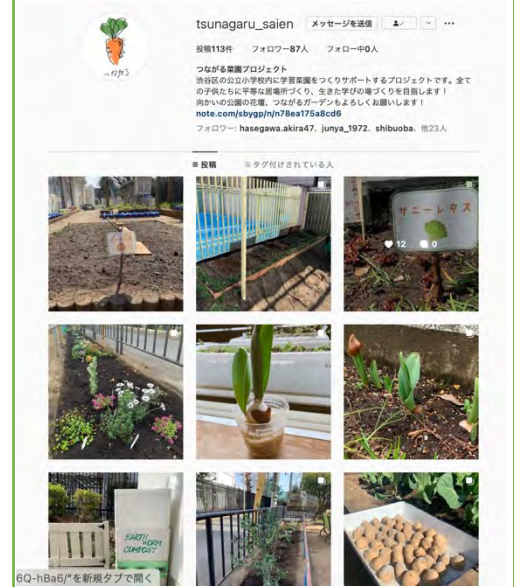 tsunagaru_saien メッセージを送信
投稿113件 フォロワー87人 フォロー中0人
つながる菜園プロジェクト
渋谷区の公立小学校内に学習菜園をつくりサポートするプロジェクトです。全て
の子供たちに平等な居場所づくり、生きた学びの場づくりを目指します！
向かいの公園の花壇、つながるガーデンもよろしくお願いします！
note.com/sbygp/n/n78ea175a8cd6
フォロワー: hasegawa.akira47、junya_1972、shibuoba、他23人
投稿 タグ付けされている人
サニーレタス
12 0
EARTH
WORM
COMPOST
6Q-hBa6/"を新規タブで開く